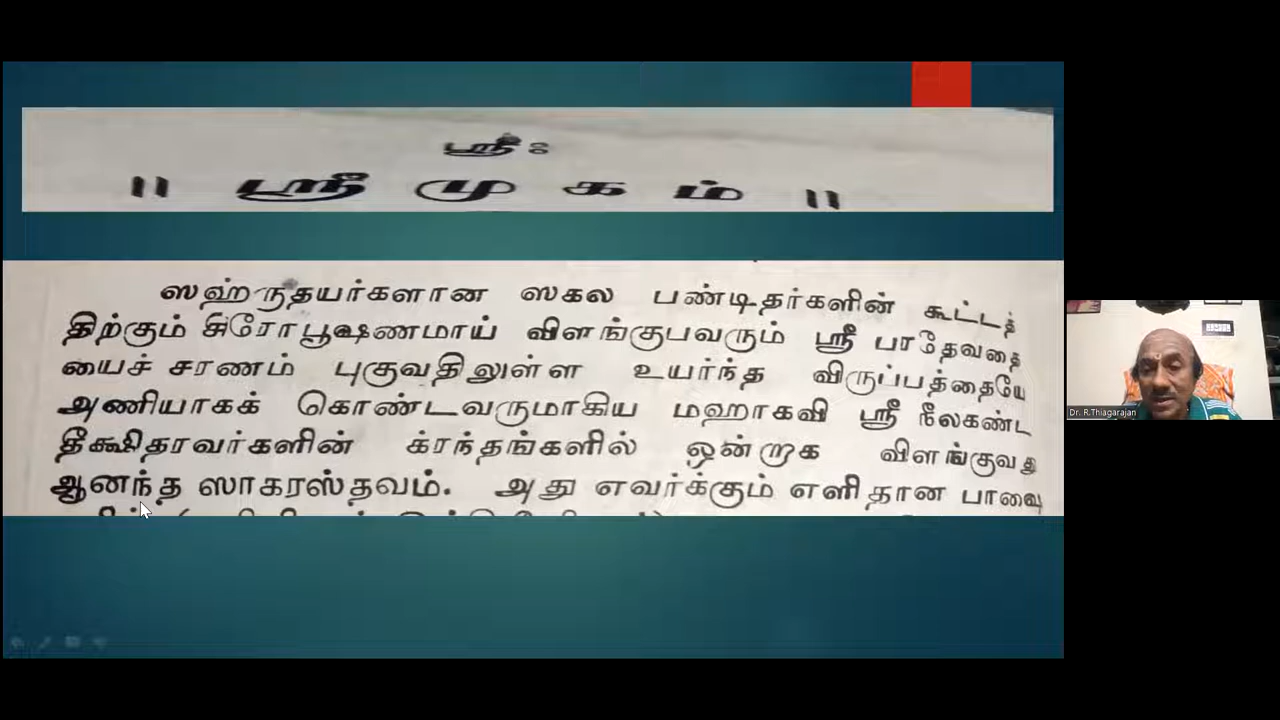 ஸ்ரீ:
॥ ஸ்ரீ மு க ம் ॥
ஸஹ்ருதயர்களான ஸகல பண்டிதர்களின் கூட்டத்
திற்கும் சிரோபூஷணமாய் விளங்குபவரும் ஸ்ரீ பரதேவதை
யைச் சரணம் புகுவதிலுள்ள உயர்ந்த விருப்பத்தையே
அணியாகக் கொண்டவருமாகிய மஹாகவி ஸ்ரீ நீலகண்ட
தீக்ஷிதரவர்களின் க்ரந்தங்களில் ஒன்றாக விளங்குவது
ஆனந்த ஸாகரஸ்தவம். அது எவர்க்கும் எளிதான
Dr. R.Thiagarajan